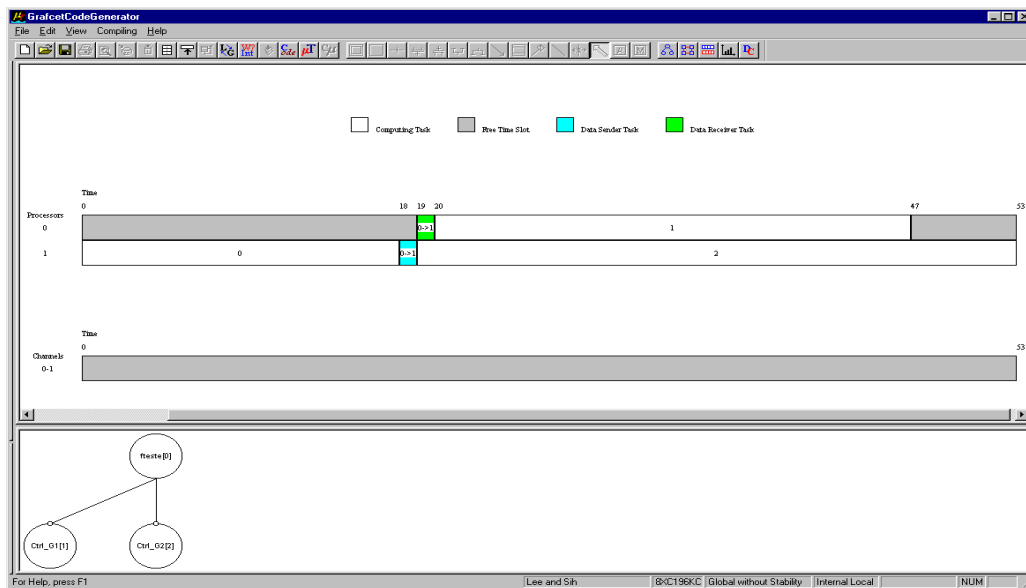 GrafcetCodeGenerator
File Edit View Compiling Help
Computing Task Free Time Slot Data Sender Task Data Receiver Task
Time
0 18 19 20 47 53
Processors
0 0->1 1
1 0 0->1 2
Time
0 53
Channels
0-1
fteste[0]
Ctrl_G1[1] Ctrl_G2[2]
For Help, press F1 Lee and Sih 8XC196KC Global without Stability Internal Local NUM